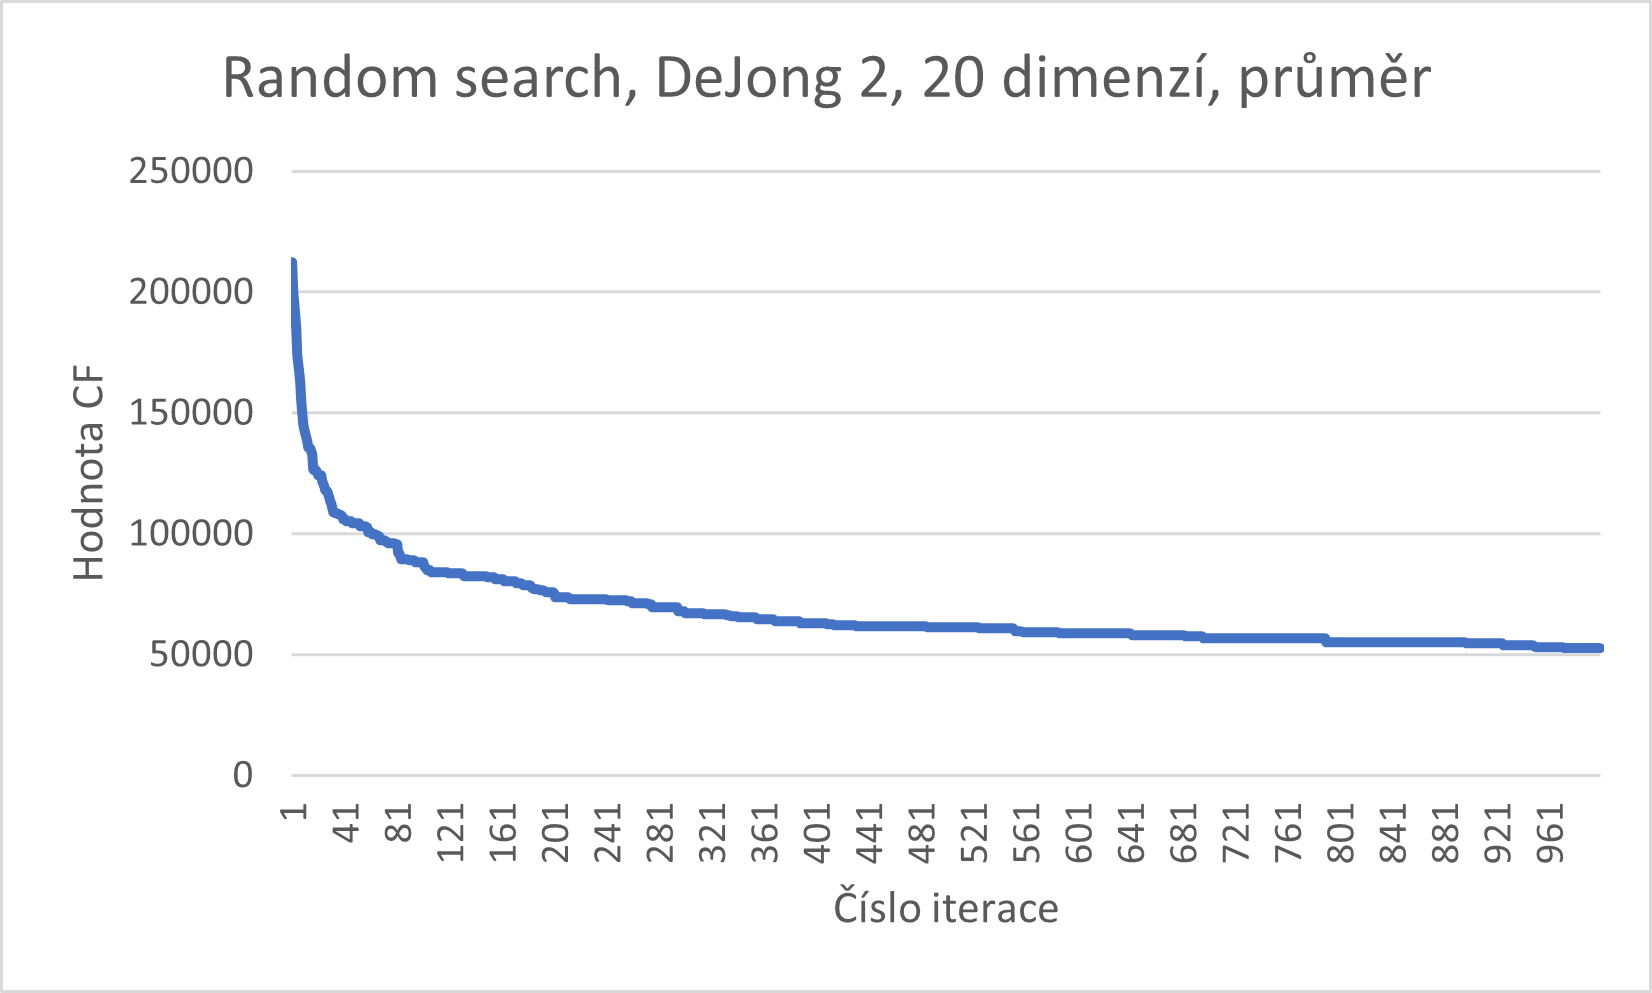 Random search, DeJong 2, 20 dimenzí, průměr
250000
200000
150000
100000
50000
0
Hodnota CF
1 41 81 121 161 201 241 281 321 361 401 441 481 521 561 601 641 681 721 761 801 841 881 921 961
Číslo iterace